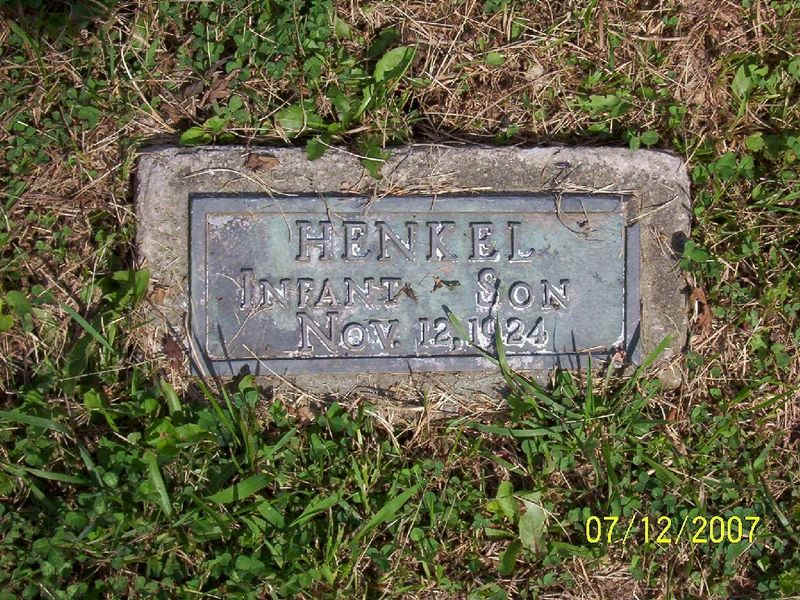 HENKEL
INFANT SON
NOV. 12, 1924
07/12/2007